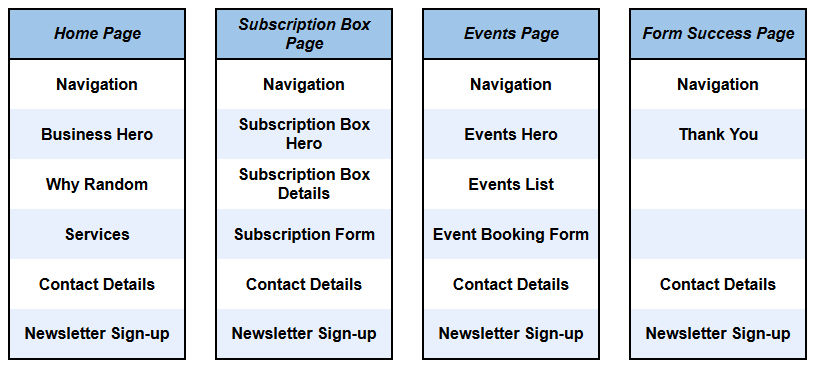 Home Page
Navigation
Business Hero
Why Random
Services
Contact Details
Newsletter Sign-up
Subscription Box
Page
Navigation
Subscription Box
Hero
Subscription Box
Details
Subscription Form
Contact Details
Newsletter Sign-up
Events Page
Navigation
Events Hero
Events List
Event Booking Form
Contact Details
Newsletter Sign-up
Form Success Page
Navigation
Thank You
Contact Details
Newsletter Sign-up